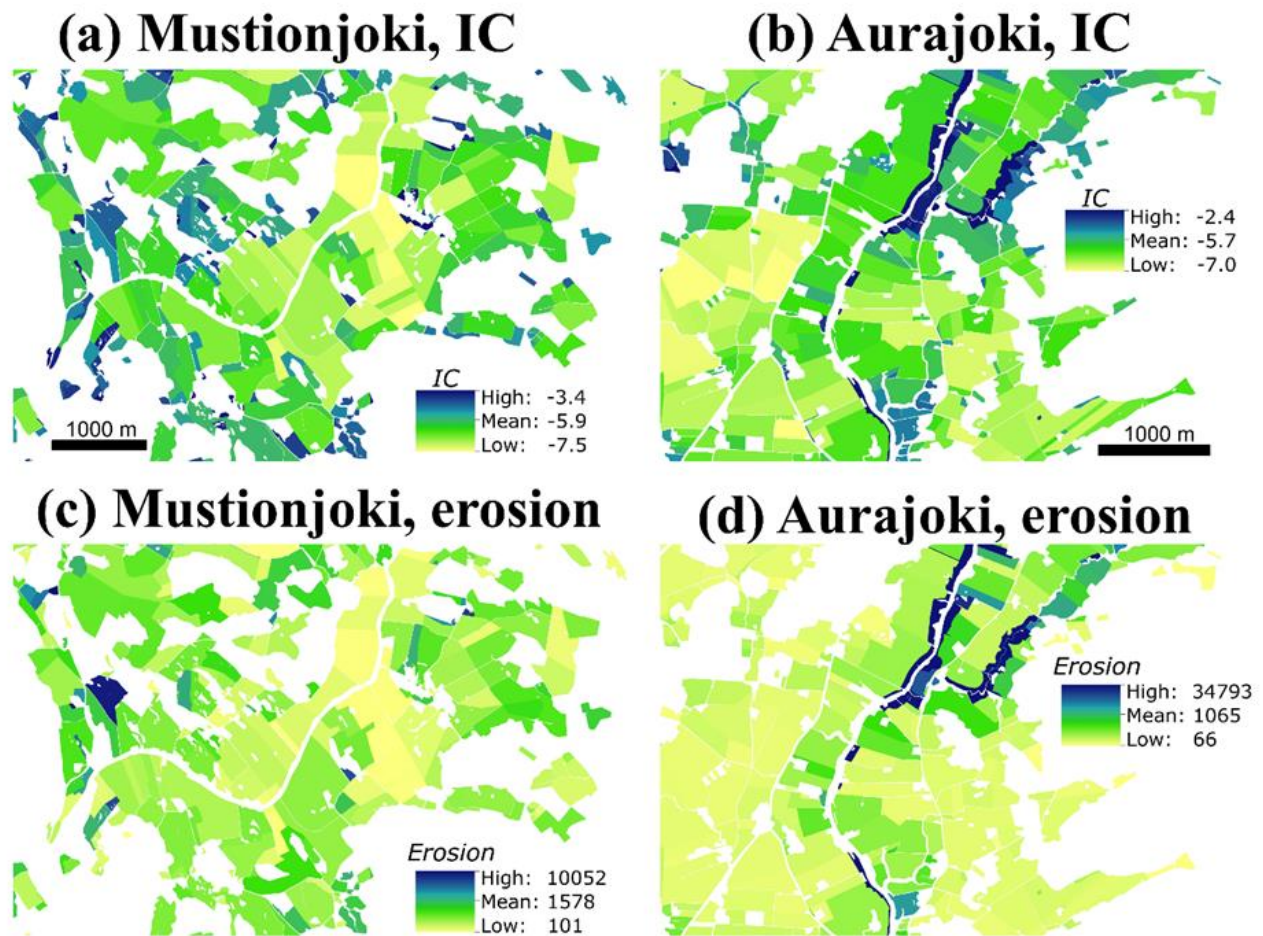 (a) Mustionjoki, IC
(b) Aurajoki, IC
IC
High: -3.4
Mean: -5.9
Low: -7.5
1000 m
IC
High: -2.4
Mean: -5.7
Low: -7.0
1000 m
(c) Mustionjoki, erosion
(d) Aurajoki, erosion
Erosion
High: 10052
Mean: 1578
Low: 101
Erosion
High: 34793
Mean: 1065
Low: 66